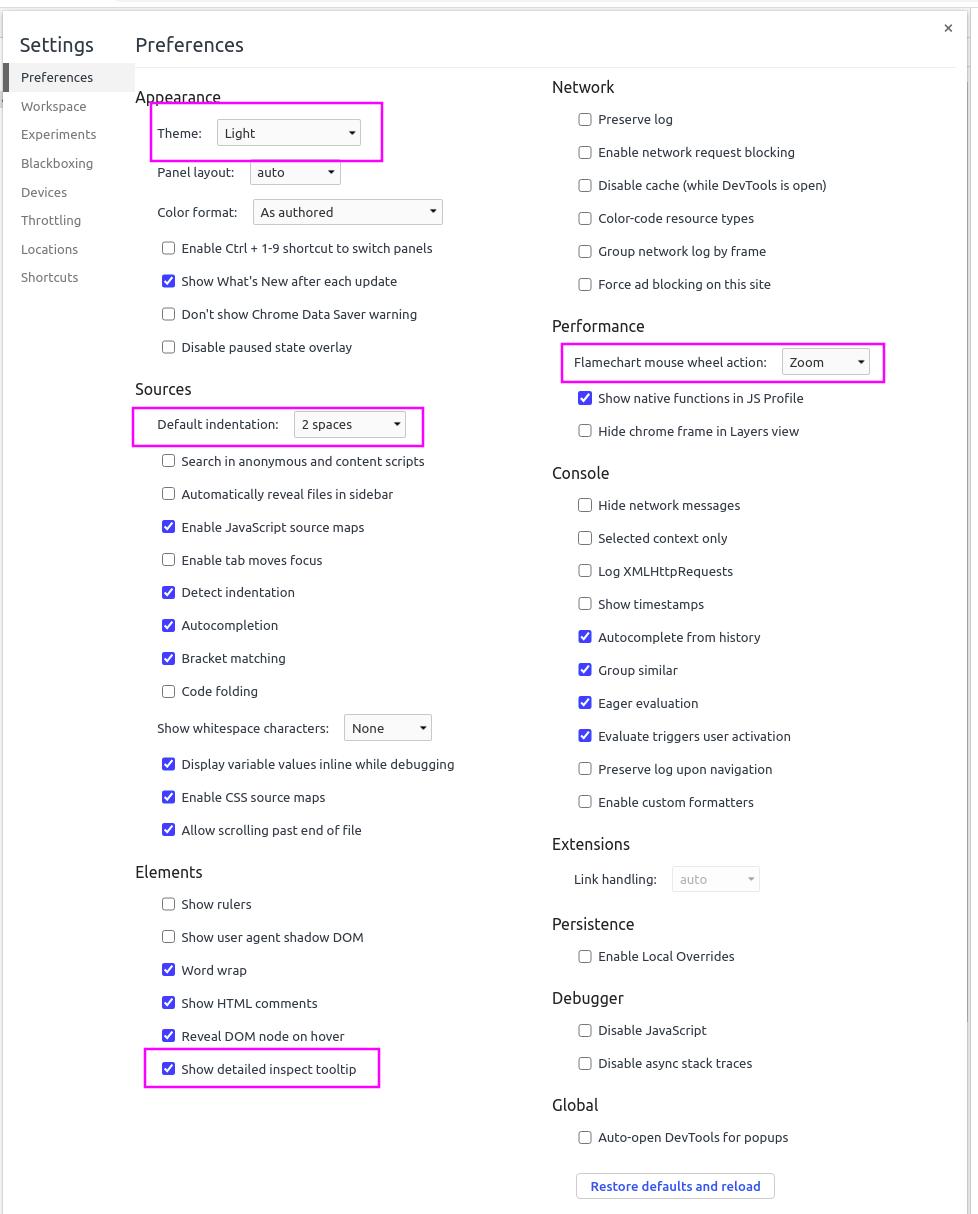 Settings
Preferences
Workspace
Experiments
Blackboxing
Devices
Throttling
Locations
Shortcuts
Preferences
×
Appearance
Theme: Light
Panel layout: auto
Color format: As authored
Enable Ctrl + 1-9 shortcut to switch panels
Show What's New after each update
Don't show Chrome Data Saver warning
Disable paused state overlay
Sources
Default indentation: 2 spaces
Search in anonymous and content scripts
Automatically reveal files in sidebar
Enable JavaScript source maps
Enable tab moves focus
Detect indentation
Autocompletion
Bracket matching
Code folding
Show whitespace characters: None
Display variable values inline while debugging
Enable CSS source maps
Allow scrolling past end of file
Elements
Show rulers
Show user agent shadow DOM
Word wrap
Show HTML comments
Reveal DOM node on hover
Show detailed inspect tooltip
Network
Preserve log
Enable network request blocking
Disable cache (while DevTools is open)
Color-code resource types
Group network log by frame
Force ad blocking on this site
Performance
Flamechart mouse wheel action: Zoom
Show native functions in JS Profile
Hide chrome frame in Layers view
Console
Hide network messages
Selected context only
Log XMLHttpRequests
Show timestamps
Autocomplete from history
Group similar
Eager evaluation
Evaluate triggers user activation
Preserve log upon navigation
Enable custom formatters
Extensions
Link handling: auto
Persistence
Enable Local Overrides
Debugger
Disable JavaScript
Disable async stack traces
Global
Auto-open DevTools for popups
Restore defaults and reload